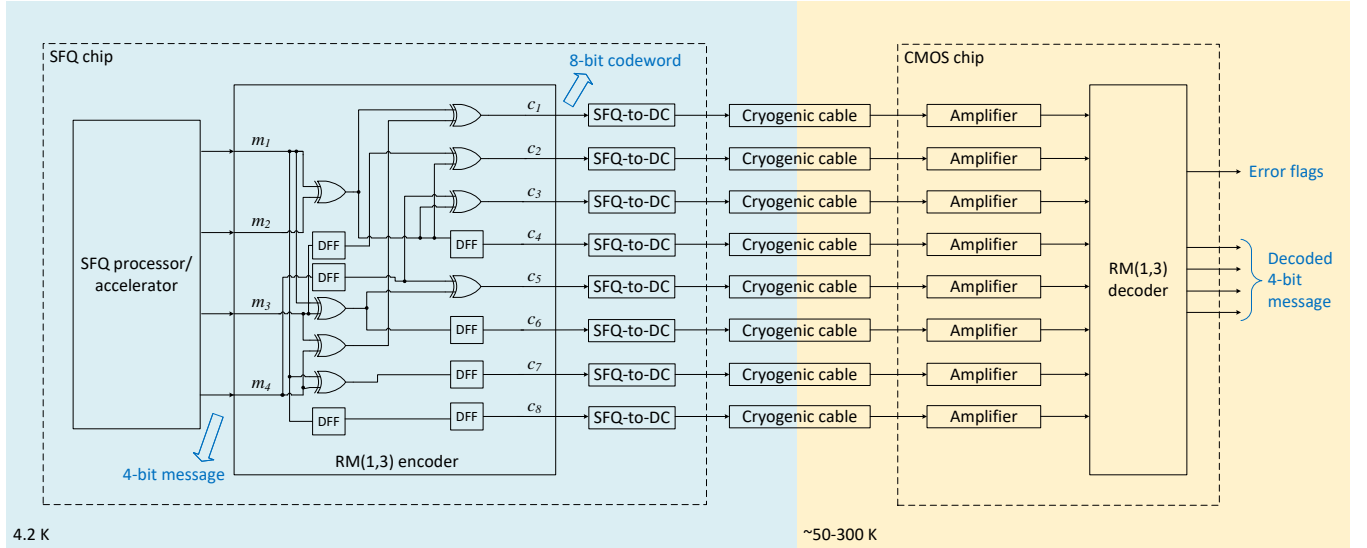 SFQ chip
8-bit codeword
CMOS chip
SFQ processor/
accelerator
m1
m2
m3
m4
DFF
DFF
DFF
DFF
DFF
DFF
DFF
c1
c2
c3
c4
c5
c6
c7
c8
RM(1,3) encoder
4-bit message
SFQ-to-DC
Cryogenic cable
Amplifier
SFQ-to-DC
Cryogenic cable
Amplifier
SFQ-to-DC
Cryogenic cable
Amplifier
SFQ-to-DC
Cryogenic cable
Amplifier
SFQ-to-DC
Cryogenic cable
Amplifier
SFQ-to-DC
Cryogenic cable
Amplifier
SFQ-to-DC
Cryogenic cable
Amplifier
SFQ-to-DC
Cryogenic cable
Amplifier
RM(1,3)
decoder
Error flags
Decoded
4-bit
message
4.2 K
~50-300 K